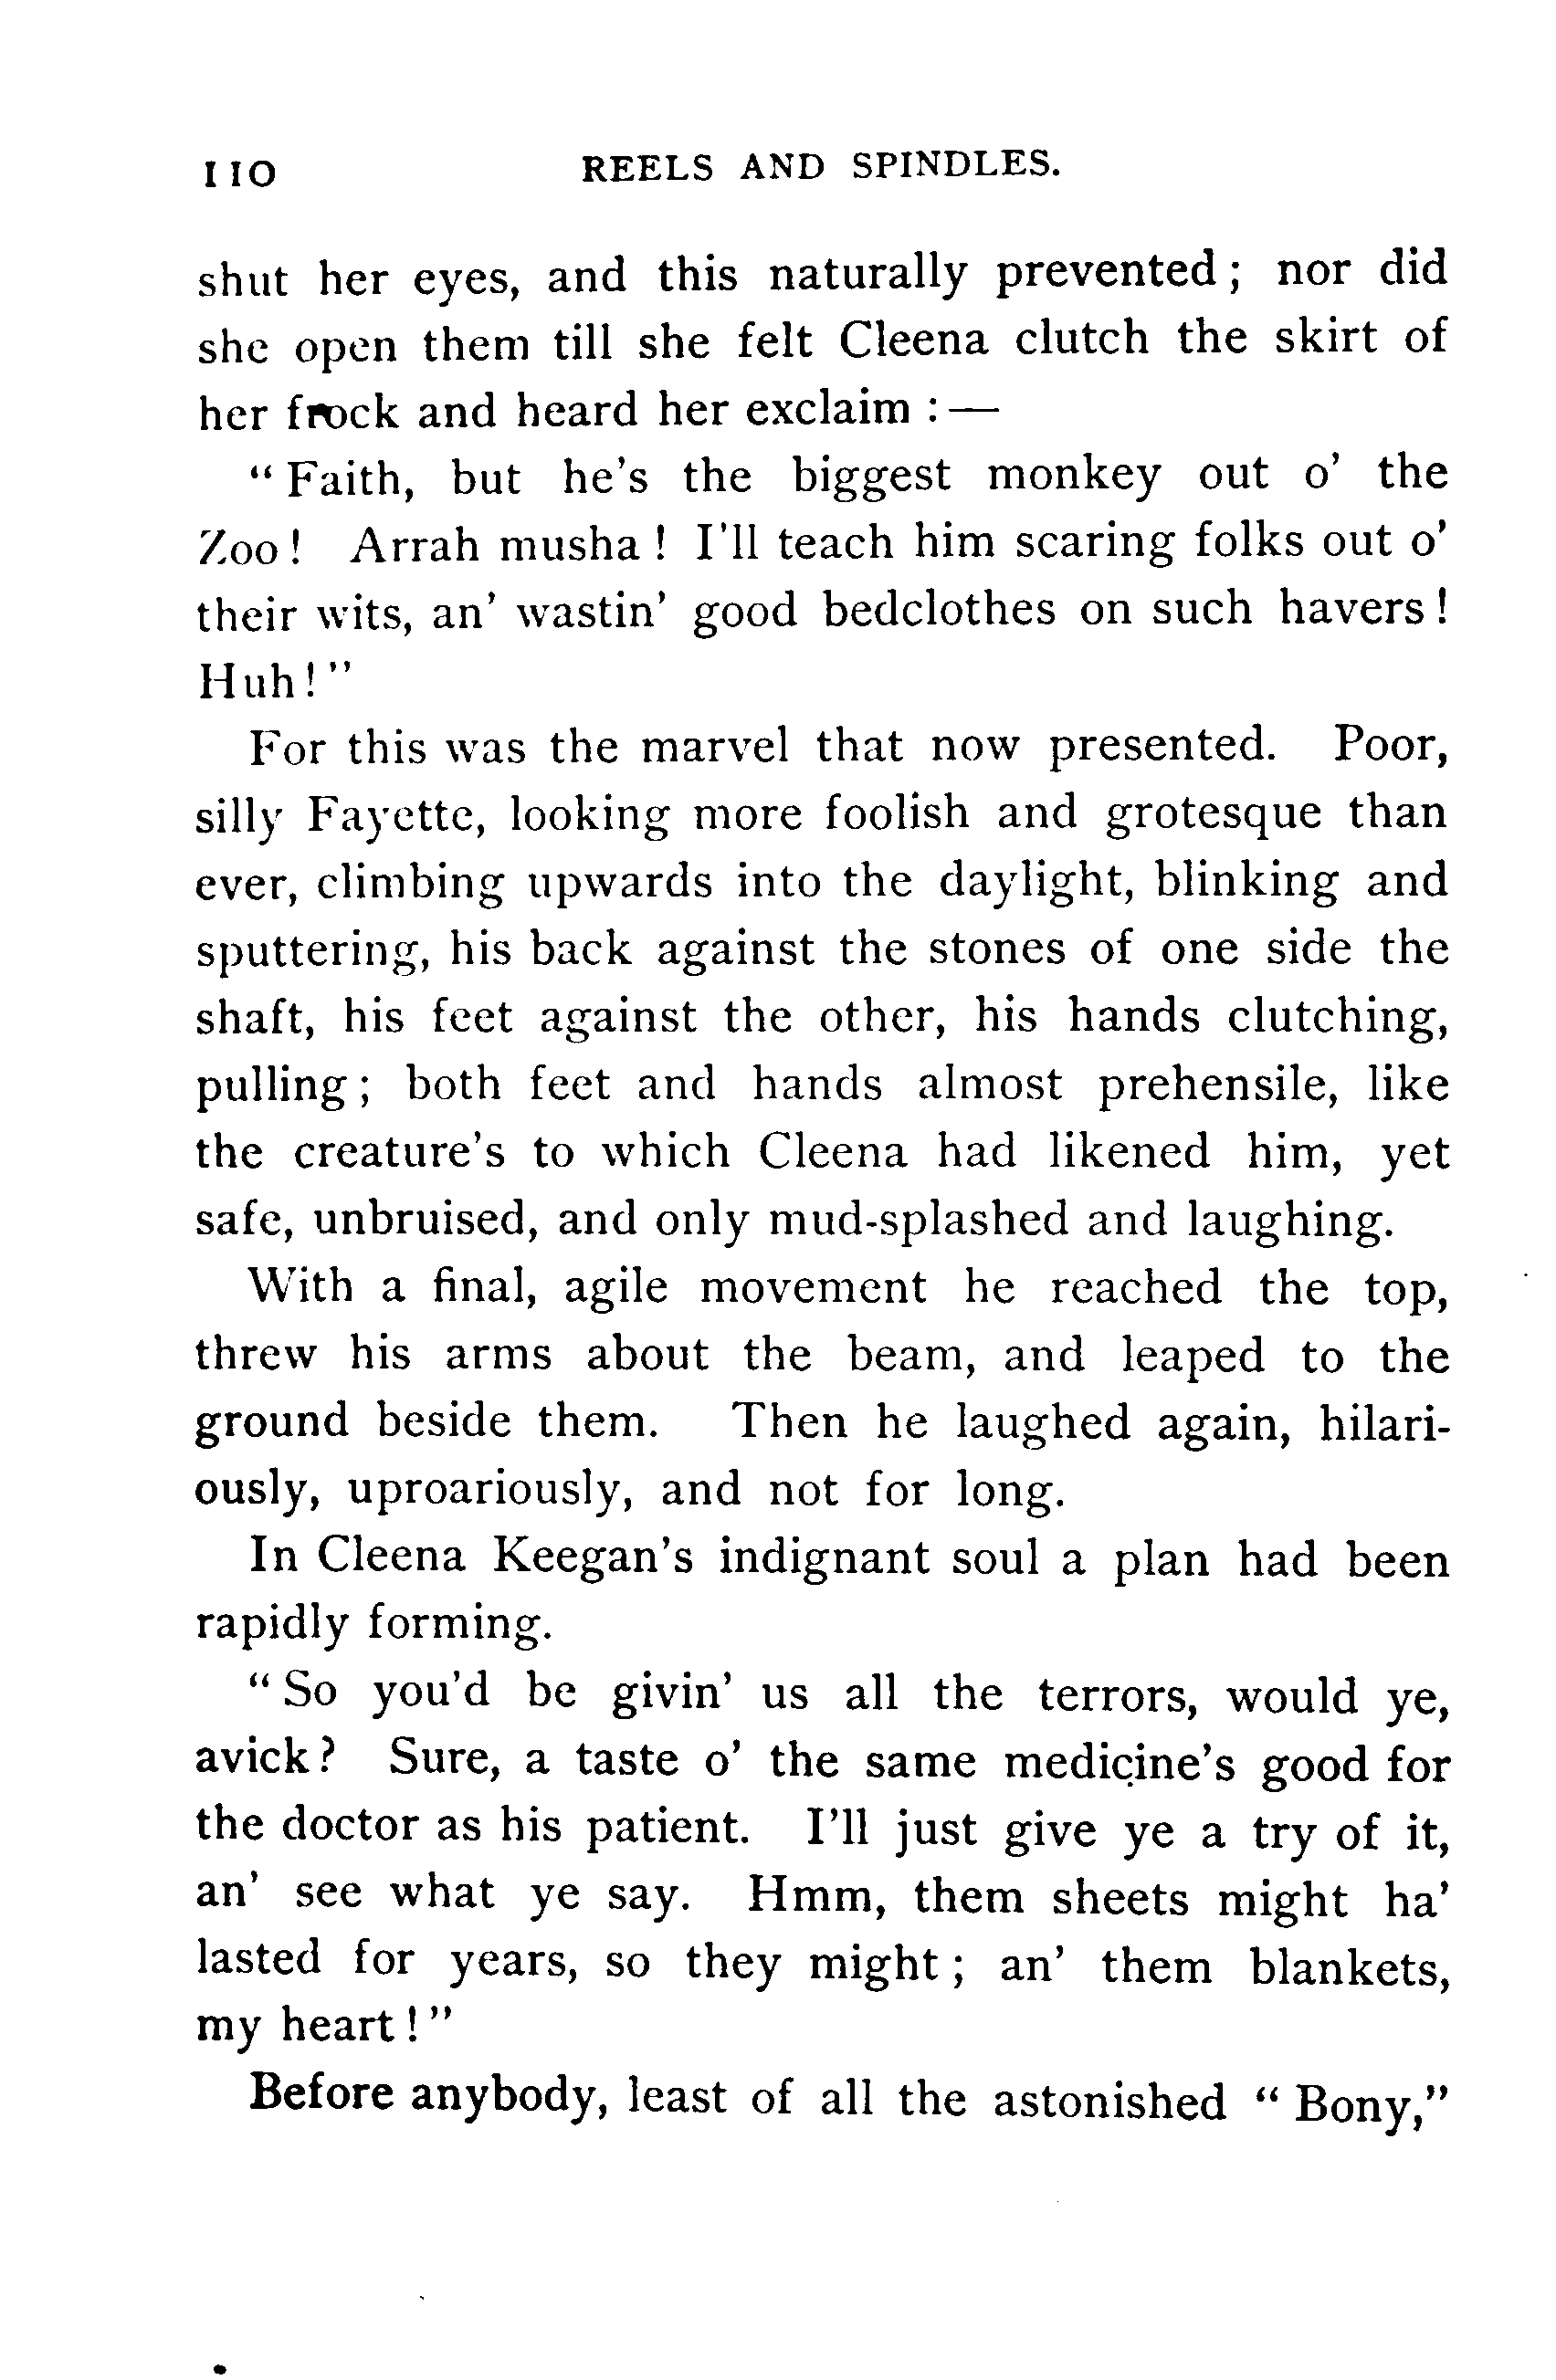 110 REELS AND SPINDLES.
shut her eyes, and this naturally prevented; nor did
she open them till she felt Cleena clutch the skirt of
her frock and heard her exclaim :—
“Faith, but he’s the biggest monkey out o’ the
Zoo! Arrah musha! I’ll teach him scaring folks out o’
their wits, an’ wastin’ good bedclothes on such havers!
Huh!”
For this was the marvel that now presented. Poor,
silly Fayette, looking more foolish and grotesque than
ever, climbing upwards into the daylight, blinking and
sputtering, his back against the stones of one side the
shaft, his feet against the other, his hands clutching,
pulling; both feet and hands almost prehensile, like
the creature’s to which Cleena had likened him, yet
safe, unbruised, and only mud-splashed and laughing.
With a final, agile movement he reached the top,
threw his arms about the beam, and leaped to the
ground beside them. Then he laughed again, hilari-
ously, uproariously, and not for long.
In Cleena Keegan’s indignant soul a plan had been
rapidly forming.
“So you’d be givin’ us all the terrors, would ye,
avick? Sure, a taste o’ the same medicine’s good for
the doctor as his patient. I’ll just give ye a try of it,
an’ see what ye say. Hmm, them sheets might ha’
lasted for years, so they might; an’ them blankets,
my heart!”
Before anybody, least of all the astonished “Bony,”